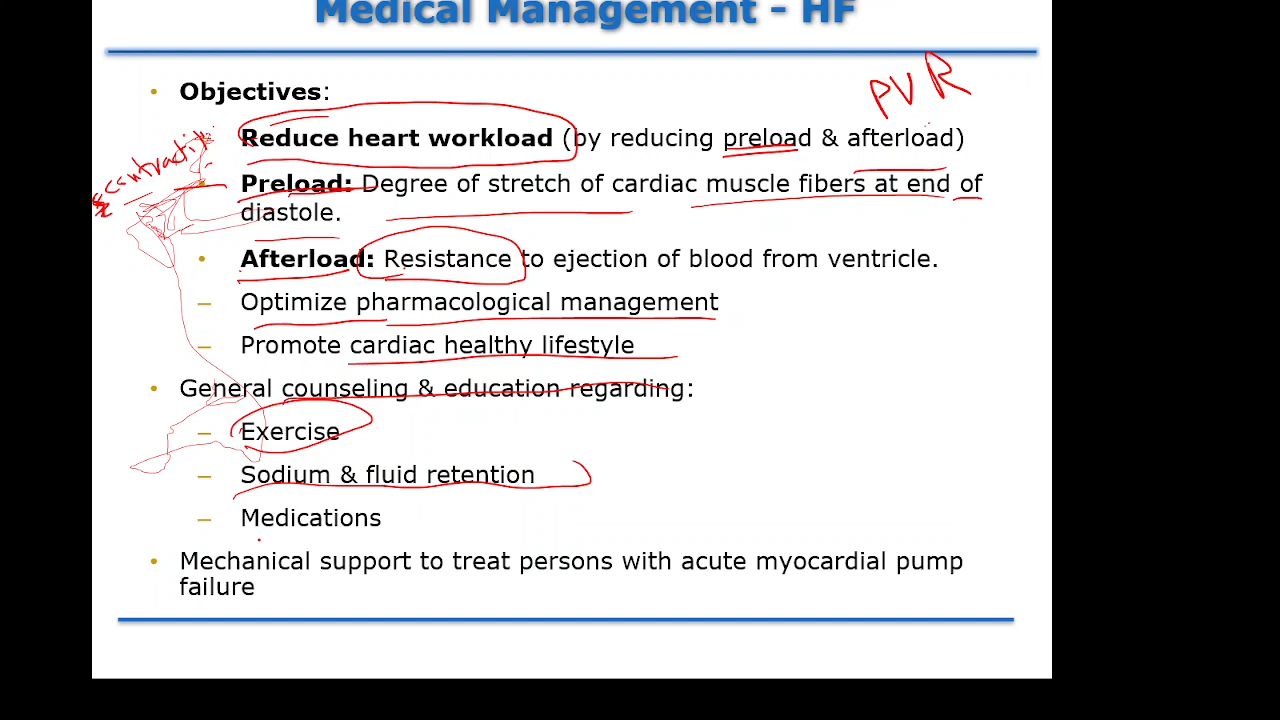 Medical Management - HF
PVR
• Objectives:
Reduce heart workload (by reducing preload & afterload)
contractility
Preload: Degree of stretch of cardiac muscle fibers at end of
diastole.
• Afterload: Resistance to ejection of blood from ventricle.
– Optimize pharmacological management
– Promote cardiac healthy lifestyle
• General counseling & education regarding:
– Exercise
– Sodium & fluid retention
– Medications
• Mechanical support to treat persons with acute myocardial pump
failure